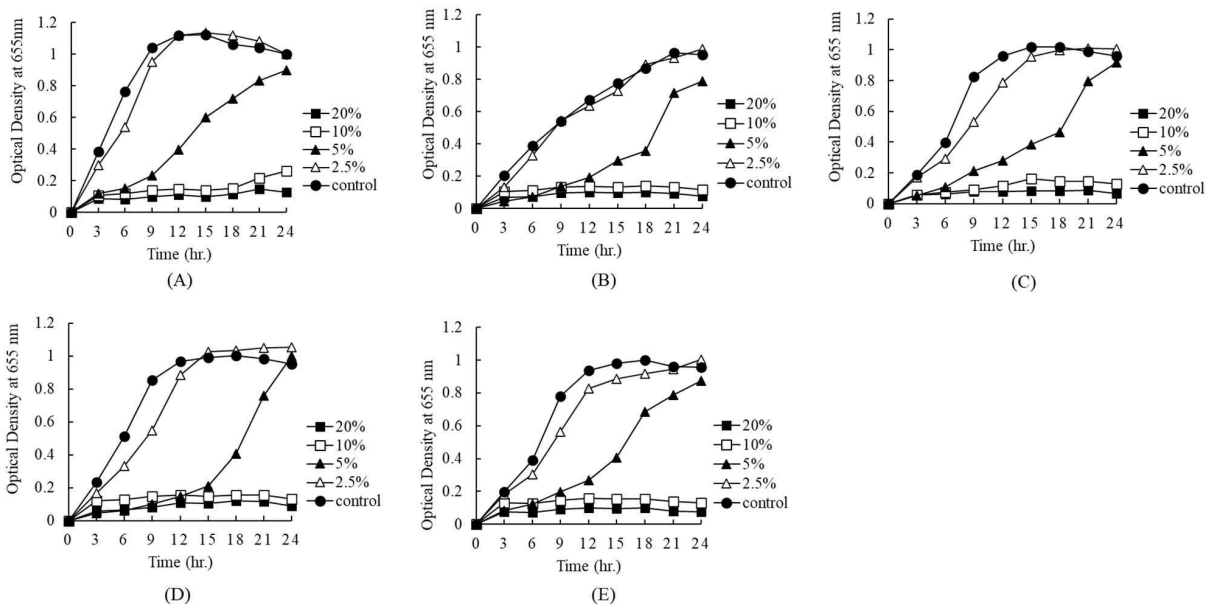 Optical Density at 655nm
1.2
1
0.8
0.6
0.4
0.2
0
0 3 6 9 12 15 18 21 24
Time (hr.)
20%
10%
5%
2.5%
control
(A)
Optical Density at 655 nm
1.2
1
0.8
0.6
0.4
0.2
0
0 3 6 9 12 15 18 21 24
Time (hr.)
20%
10%
5%
2.5%
control
(B)
Optical Density at 655 nm
1.2
1
0.8
0.6
0.4
0.2
0
0 3 6 9 12 15 18 21 24
Time (hr.)
20%
10%
5%
2.5%
control
(C)
Optical Density at 655 nm
1.2
1
0.8
0.6
0.4
0.2
0
0 3 6 9 12 15 18 21 24
Time (hr.)
20%
10%
5%
2.5%
control
(D)
Optical Density at 655 nm
1.2
1
0.8
0.6
0.4
0.2
0
0 3 6 9 12 15 18 21 24
Time (hr.)
20%
10%
5%
2.5%
control
(E)